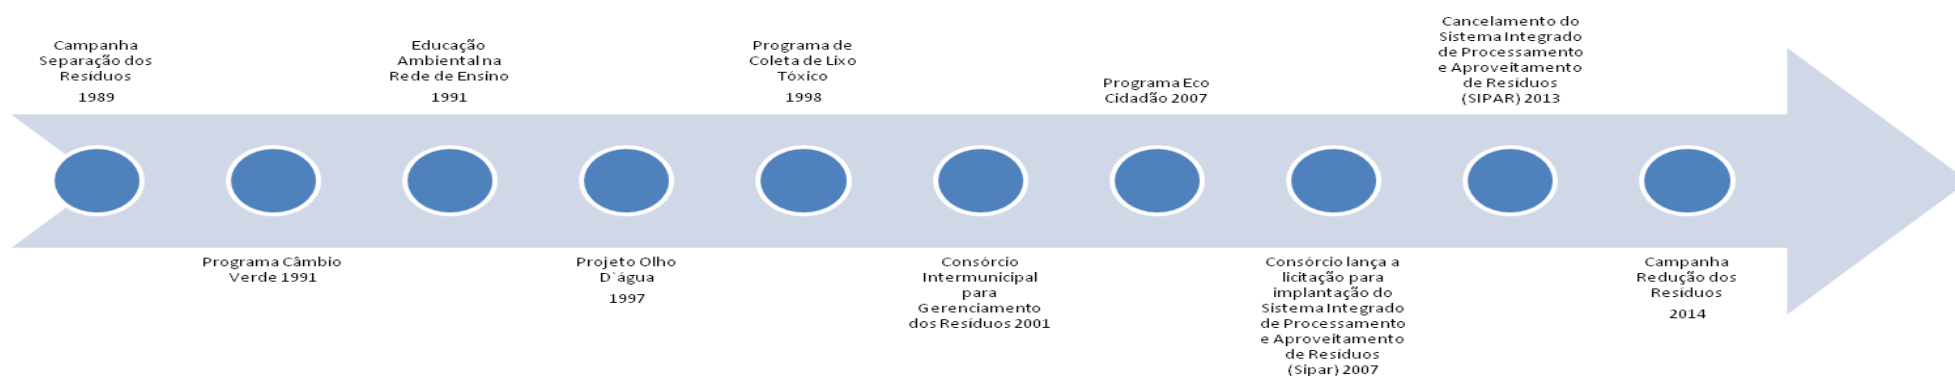 Campanha
Separação dos
Resíduos
1989
Programa Câmbio
Verde 1991
Educação
Ambiental na
Rede de Ensino
1991
Projeto Olho
D`água
1997
Programa de
Coleta de Lixo
Tóxico
1998
Consórcio
Intermunicipal
para
Gerenciamento
dos Resíduos 2001
Programa Eco
Cidadão 2007
Consórcio lança a
licitação para
implantação do
Sistema Integrado
de Processamento
e Aproveitamento
de Resíduos
(Sipar) 2007
Cancelamento do
Sistema Integrado
de Processamento
e Aproveitamento
de Resíduos
(SIPAR) 2013
Campanha
Redução dos
Resíduos
2014